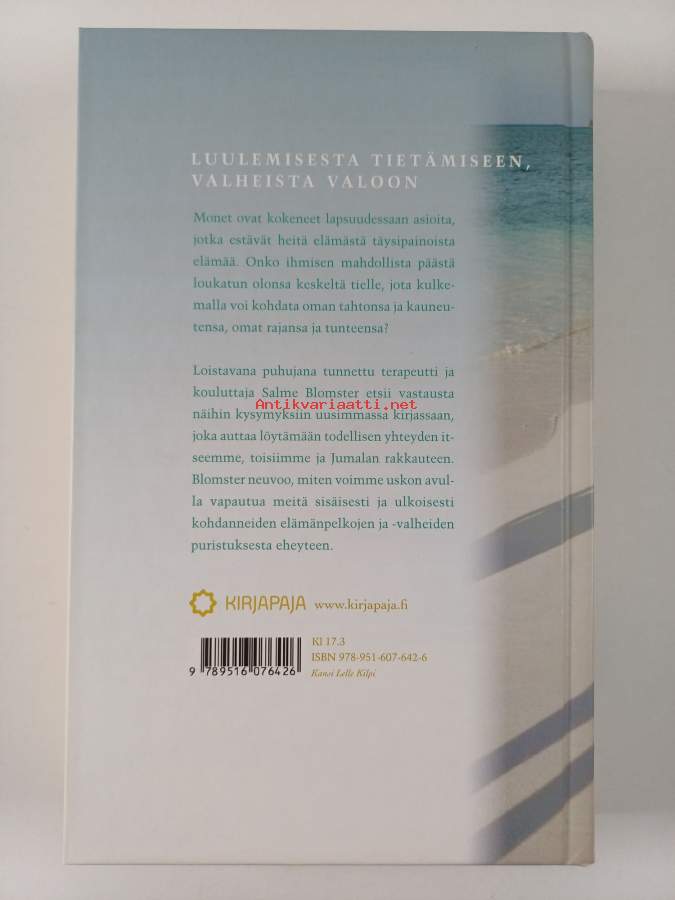 LUULEMISESTA TIETÄMISEEN,
VALHEISTA VALOON
Monet ovat kokeneet lapsuudessaan asioita,
jotka estävät heitä elämästä täysipainoista
elämää. Onko ihmisen mahdollista päästä
loukatun olonsa keskeltä tielle, jota kulke-
malla voi kohdata oman tahtonsa ja kauneu-
tensa, omat rajansa ja tunteensa?
Loistavana puhujana tunnettu terapeutti ja
kouluttaja Salme Blomster etsii vastausta
Antikvariaatti.net
näihin kysymyksiin uusimmassa kirjassaan,
joka auttaa löytämään todellisen yhteyden it-
seemme, toisiimme ja Jumalan rakkauteen.
Blomster neuvoo, miten voimme uskon avul-
la vapautua meitä sisäisesti ja ulkoisesti
kohdanneiden elämänpelkojen ja -valheiden
puristuksesta eheyteen.
KIRJAPAJA www.kirjapaja.fi
KI 17.3
ISBN 978-951-607-642-6
Kansi Lelle Kilpi
9 789516 076426